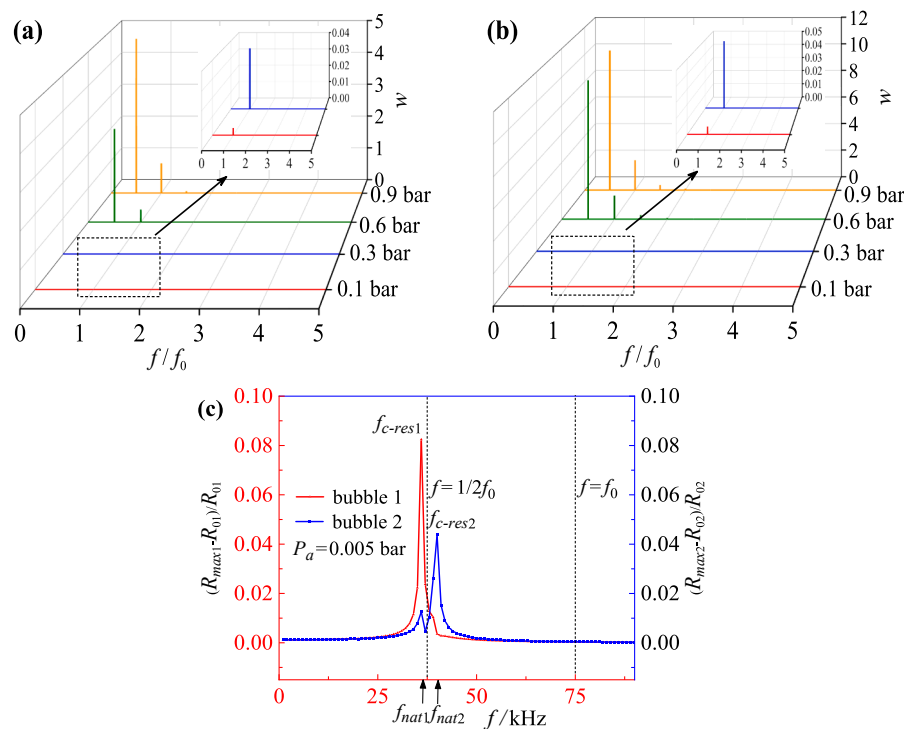 (a)
5
4
3
2
1
0
w
0.04
0.03
0.02
0.01
0.00
0 1 2 3 4 5
0.9 bar
0.6 bar
0.3 bar
0.1 bar
0 1 2 3 4 5
f / f0
(b)
12
10
8
6
4
2
0
w
0.05
0.04
0.03
0.02
0.01
0.00
0 1 2 3 4 5
0.9 bar
0.6 bar
0.3 bar
0.1 bar
0 1 2 3 4 5
f / f0
(c)
0.10
0.08
0.06
0.04
0.02
0.00
(Rmax1-R01)/R01
fc-res1
f=1/2f0
f=f0
bubble 1
bubble 2
fc-res2
Pa=0.005 bar
0.10
0.08
0.06
0.04
0.02
0.00
(Rmax2-R02)/R02
0 25 50 75
fnat1 fnat2 f/kHz